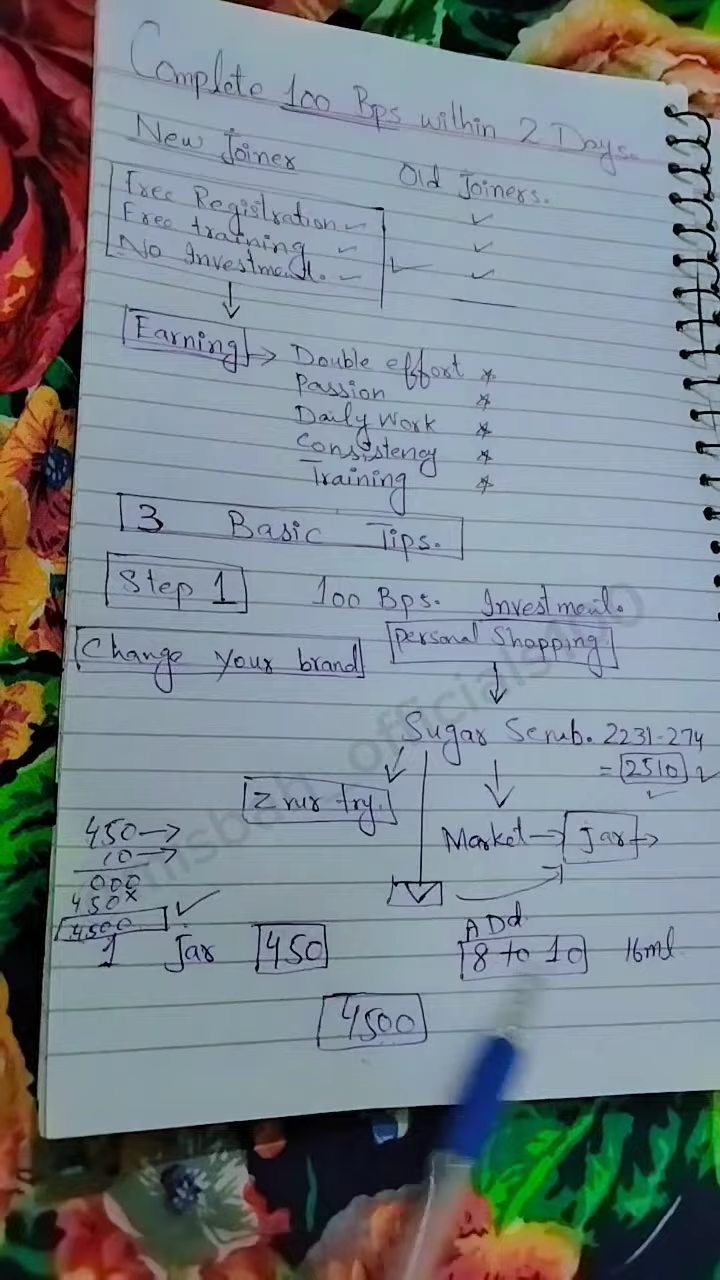 Complete 100 Bps within 2 Days.
New Joiner
Old Joiners.
Free Registration
Free training
No Investment.
Earning → Double effort *
Passion *
Daily Work *
Consistency *
Training *
3 Basic Tips.
Step 1 100 Bps. Investment.
Change your brand Personal Shopping
Sugar Scrub. 2231-274
= 2510
Zrur try.
450 →
10 →
Market → Jar →
000
450x
4500
ADd
1 Jar 450 8 to 10 16ml
4500